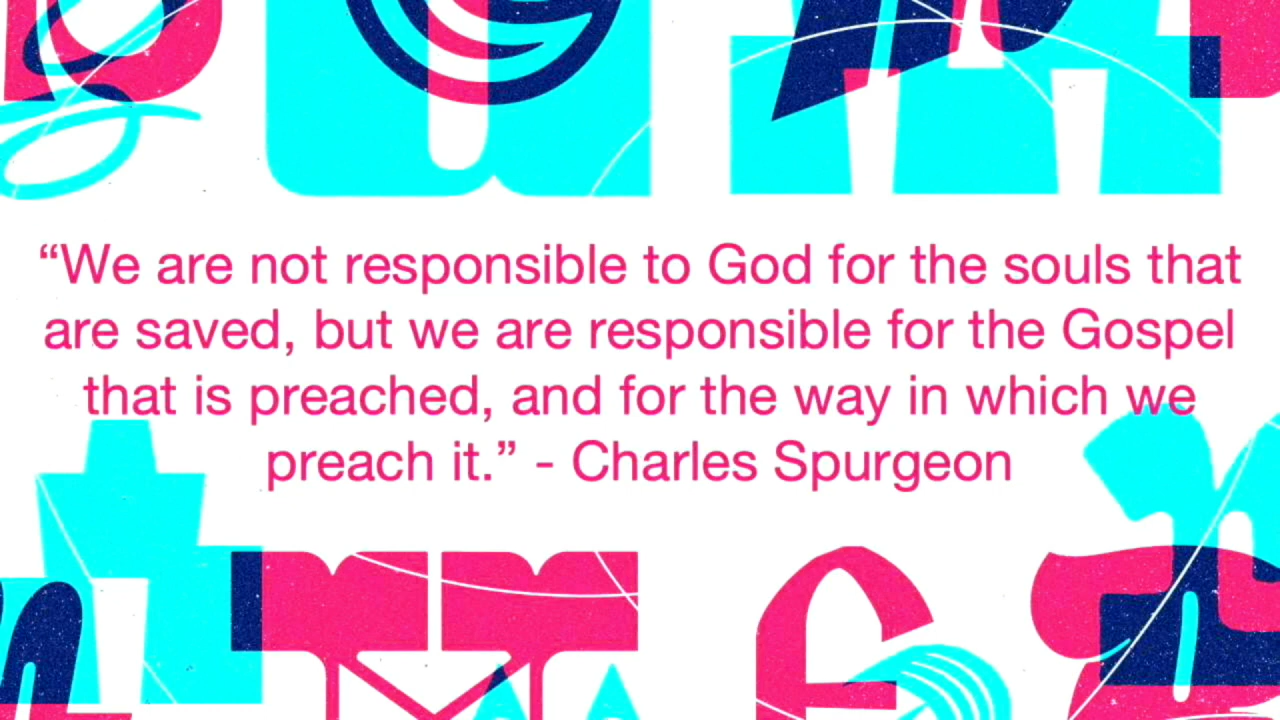 “We are not responsible to God for the souls that
are saved, but we are responsible for the Gospel
that is preached, and for the way in which we
preach it.” - Charles Spurgeon